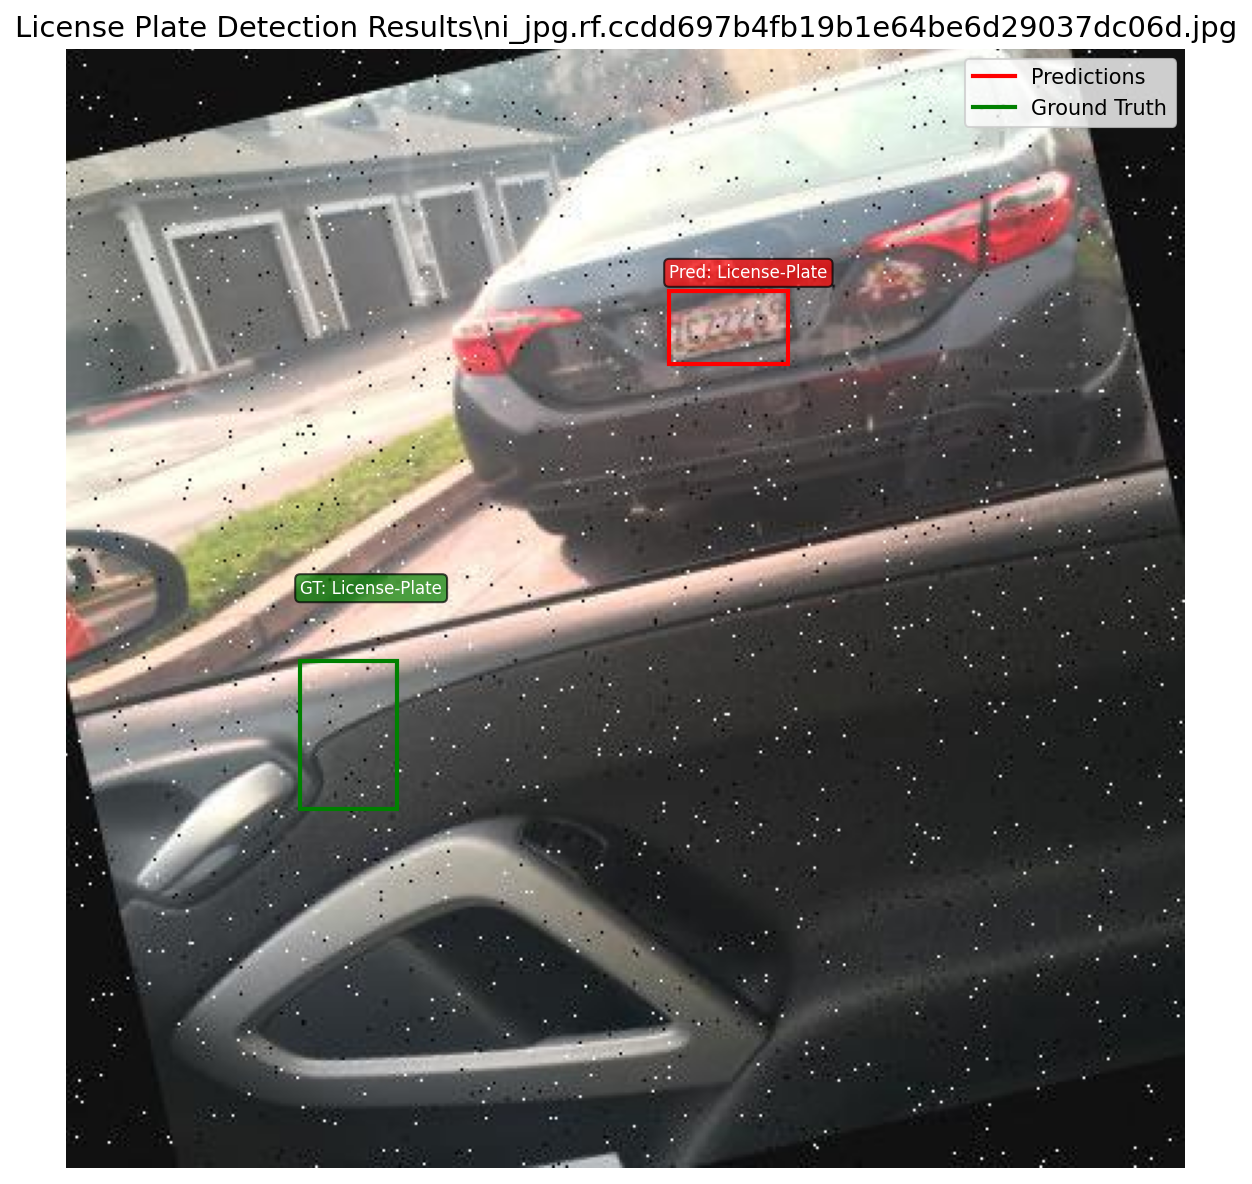 License Plate Detection Results\ni_jpg.rf.ccdd697b4fb19b1e64be6d29037dc06d.jpg
Predictions
Ground Truth
Pred: License-Plate
GT: License-Plate